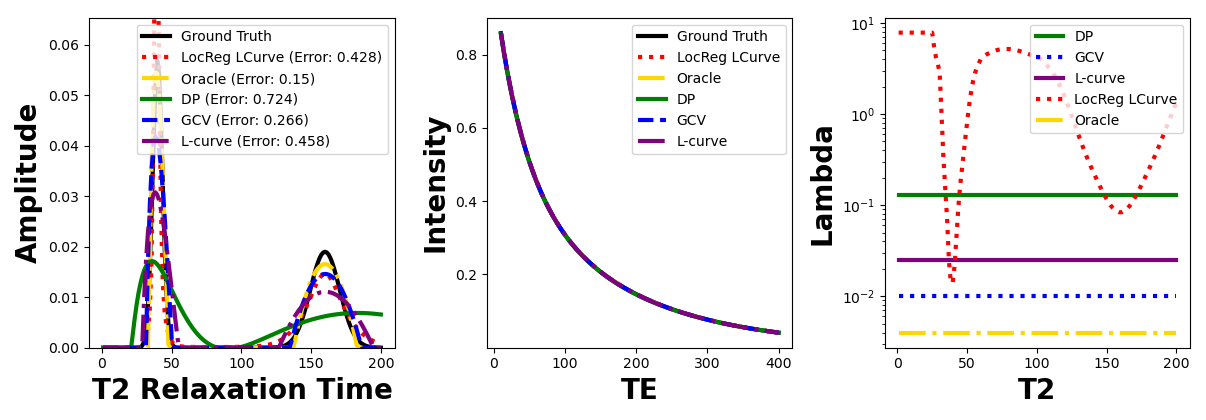 Amplitude
0.06
0.05
0.04
0.03
0.02
0.01
0.00
0
50
100
150
200
T2 Relaxation Time
Ground Truth
LocReg LCurve (Error: 0.428)
Oracle (Error: 0.15)
DP (Error: 0.724)
GCV (Error: 0.266)
L-curve (Error: 0.458)
Intensity
0.8
0.6
0.4
0.2
0
100
200
300
400
TE
Ground Truth
LocReg LCurve
Oracle
DP
GCV
L-curve
Lambda
10¹
10⁰
10⁻¹
10⁻²
0
50
100
150
200
T2
DP
GCV
L-curve
LocReg LCurve
Oracle